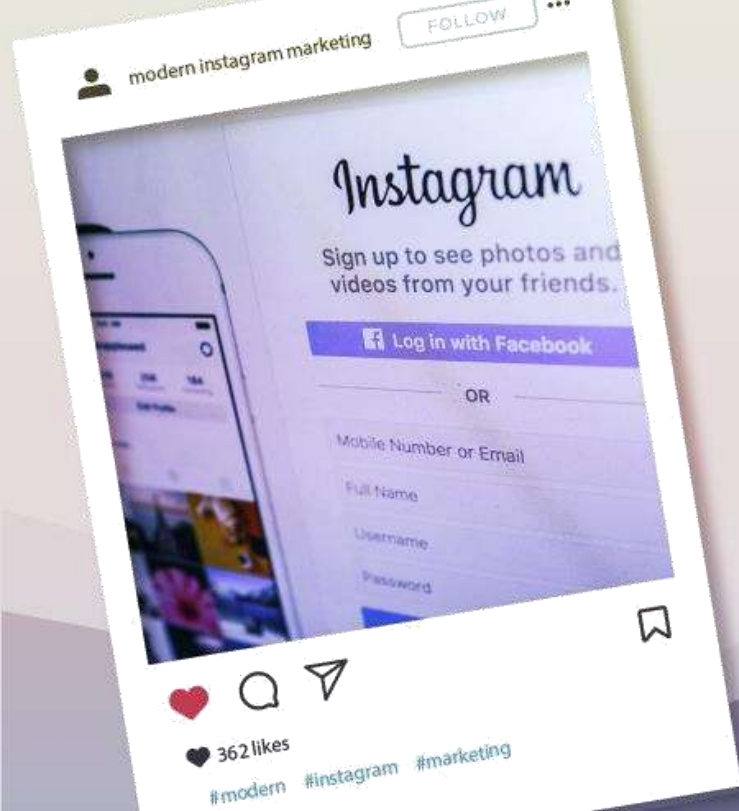 modern instagram marketing
FOLLOW
Instagram
Sign up to see photos and
videos from your friends.
Log in with Facebook
OR
Mobile Number or Email
Full Name
Username
Password
362 likes
#modern #instagram #marketing